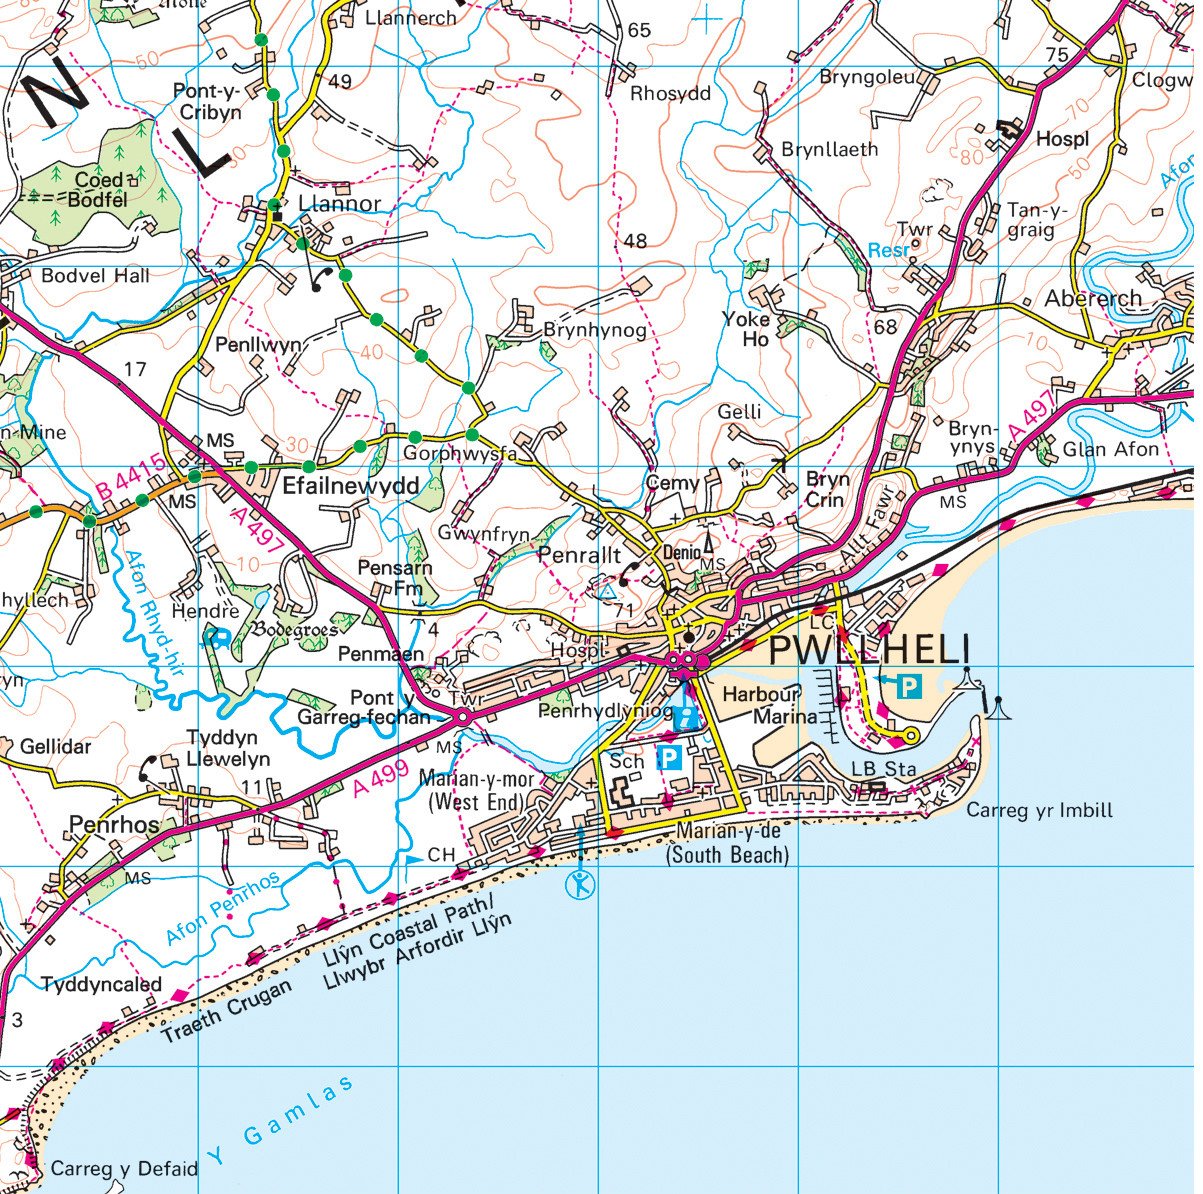 Llannerch
65
75
Bryngoleu
Clogw
50
49
Pont-y-
Cribyn
Rhosydd
70
N
L
Hospl
Brynllaeth
80
50
50
Afon
Coed
Bodfel
Llannor
Tan-y-
graig
Twr
Resr
48
Bodvel Hall
Abererch
Yoke
Ho
68
Brynhynog
Penllwyn
40
10
17
Gelli
A 497
n-Mine
MS
30
Gorphwysfa
Bryn-
ynys
Glan Afon
B 4415
Efailnewydd
Cemy
Bryn
Crin
MS
MS
A 497
Gwynfryn
Penrallt
Denio
MS
Allt Fawr
10
Pensarn
Fm
Afon Rhyd-hir
hyllech
Hendre
71
Bodegroes
4
LC
Penmaen
Hospl
PWLLHELI
P
ryn
Pont y
Garreg-fechan
Twr
Penrhydlyniog
i
Harbour
Marina
MS
Gellidar
Tyddyn
Llewelyn
Sch
P
LB Sta
11
A 499
Marian-y-mor
(West End)
Carreg yr Imbill
Penrhos
Marian-y-de
(South Beach)
CH
MS
Afon Penrhos
Llŷn Coastal Path/
Llwybr Arfordir Llŷn
Tyddyncaled
Traeth Crugan
3
Y Gamlas
Carreg y Defaid